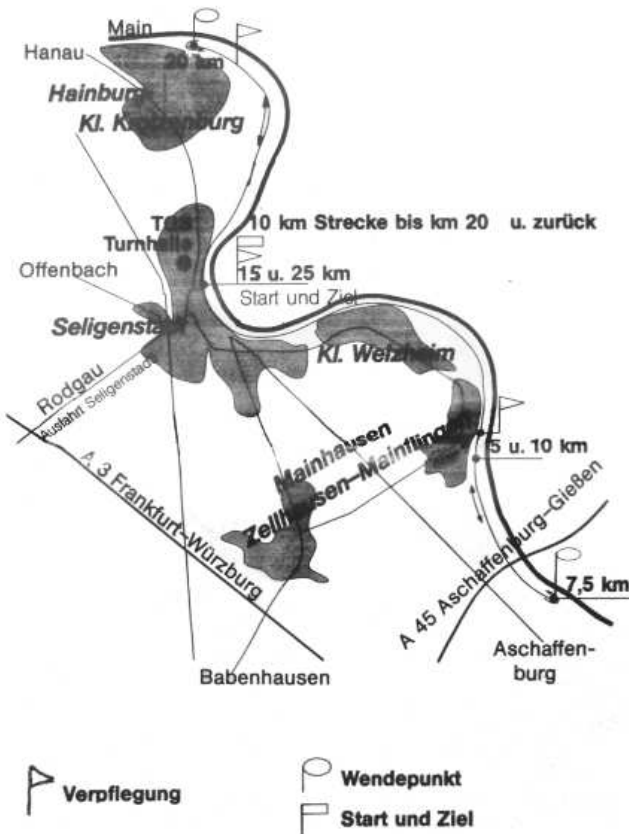 Main
Hanau
20 km
Hainburg
Kl. Krotzenburg
TGS
10 km Strecke bis km 20 u. zurück
Turnhalle
Offenbach
15 u. 25 km
Start und Ziel
Seligenstadt
Kl. Welzheim
Rodgau
Ausfahrt Seligenstadt
Mainhausen
5 u. 10 km
Zellhausen-Mainflingen
A 3 Frankfurt-Würzburg
A 45 Aschaffenburg-Gießen
7,5 km
Aschaffen-
burg
Babenhausen
Verpflegung
Wendepunkt
Start und Ziel